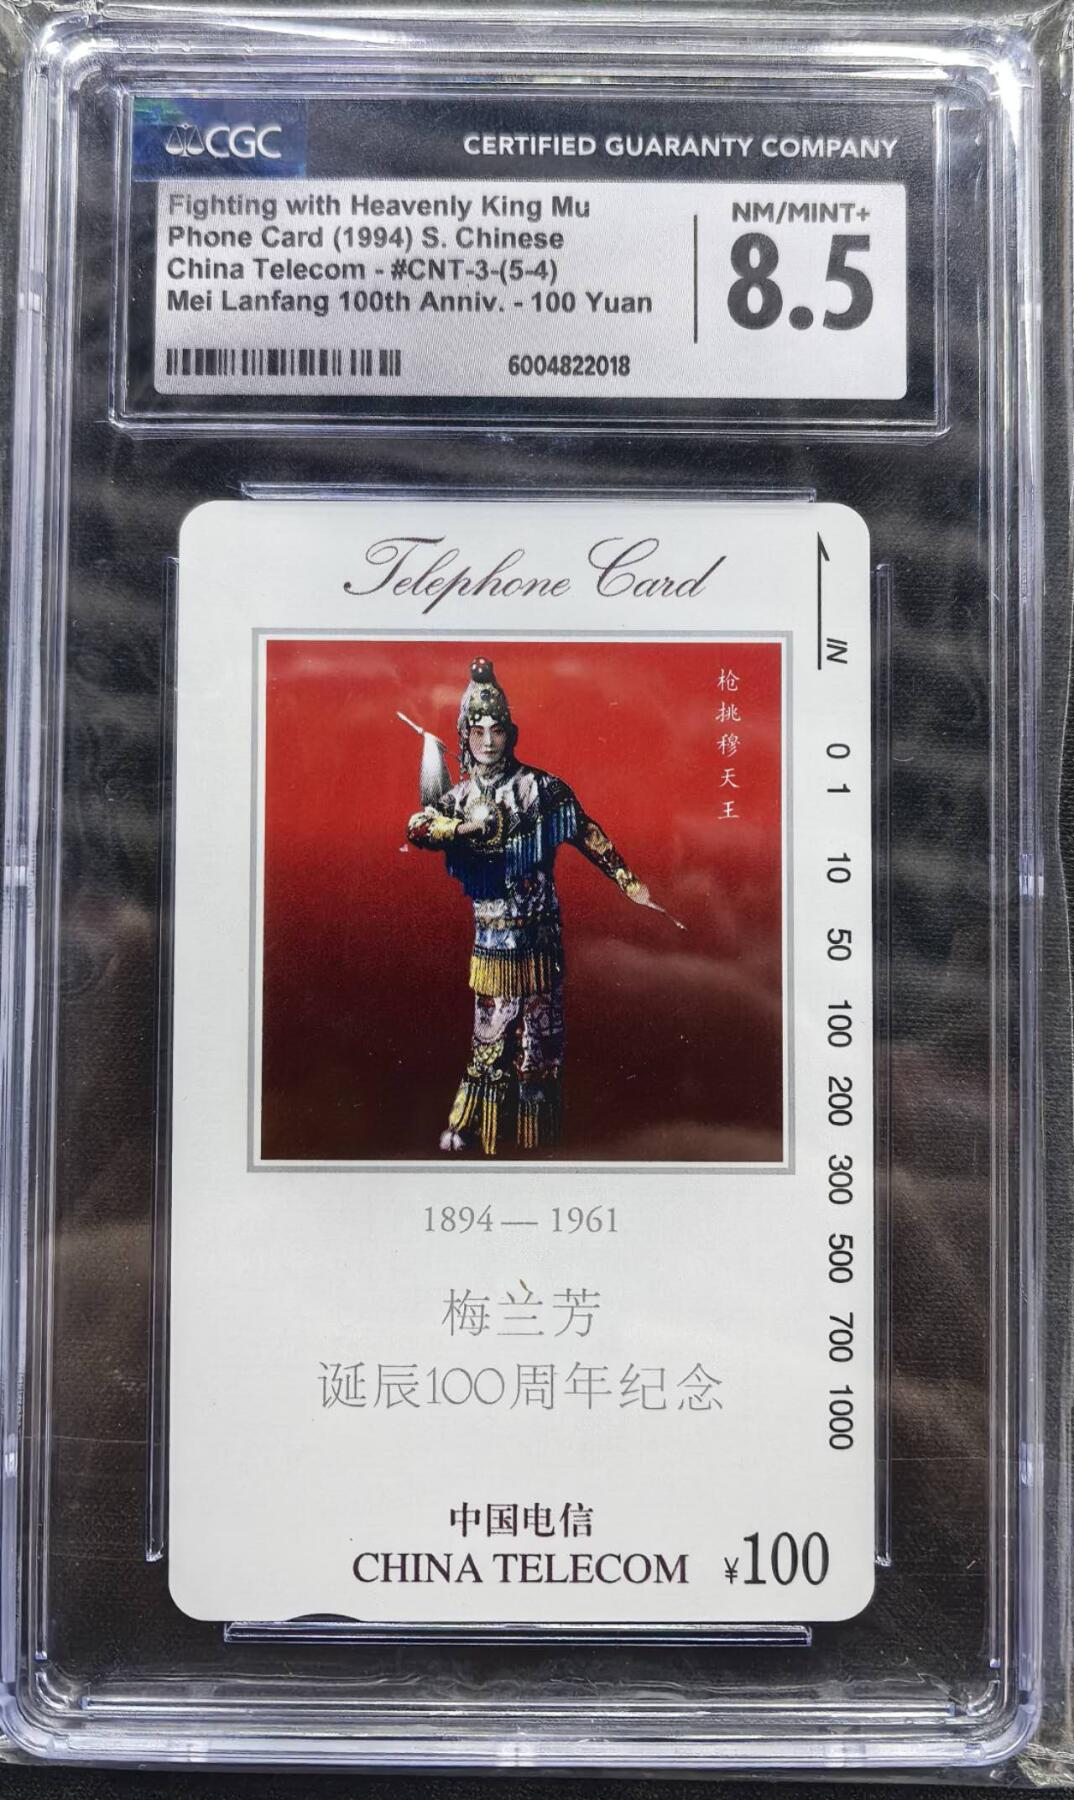 CGC
CERTIFIED GUARANTY COMPANY
Fighting with Heavenly King Mu
Phone Card (1994) S. Chinese
China Telecom - #CNT-3-(5-4)
Mei Lanfang 100th Anniv. - 100 Yuan
NM/MINT+
8.5
6004822018
Telephone Card
枪挑穆天王
IN
0 1 10 50 100 200 300 500 700 1000
1894 — 1961
梅兰芳
诞辰100周年纪念
中国电信
CHINA TELECOM
¥100